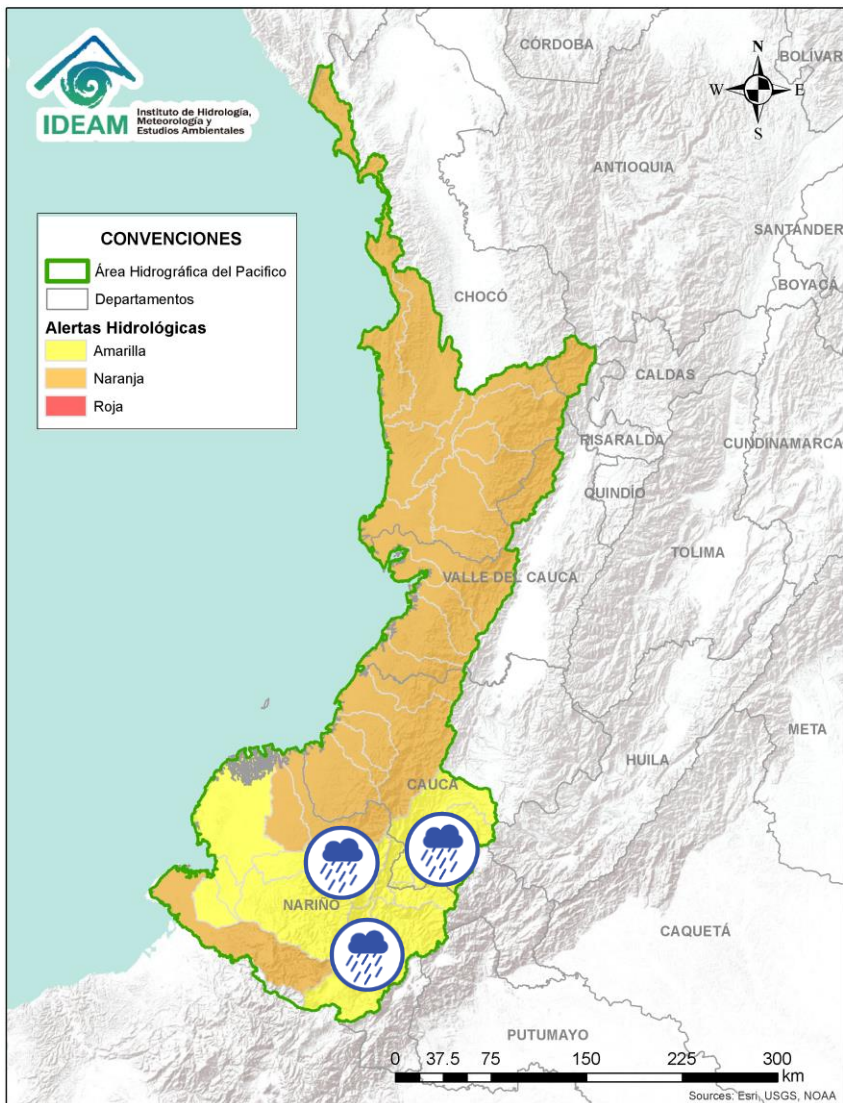 IDEAM
Instituto de Hidrología,
Meteorología y
Estudios Ambientales
N
W
E
S
CÓRDOBA
BOLÍVAR
ANTIOQUIA
SANTANDER
BOYACÁ
CHOCÓ
CALDAS
RISARALDA
CUNDINAMARCA
QUINDÍO
TOLIMA
VALLE DEL CAUCA
META
HUILA
CAUCA
NARIÑO
CAQUETÁ
PUTUMAYO
CONVENCIONES
Área Hidrográfica del Pacifico
Departamentos
Alertas Hidrológicas
Amarilla
Naranja
Roja
0 37.5 75 150 225 300
km
Sources: Esri, USGS, NOAA